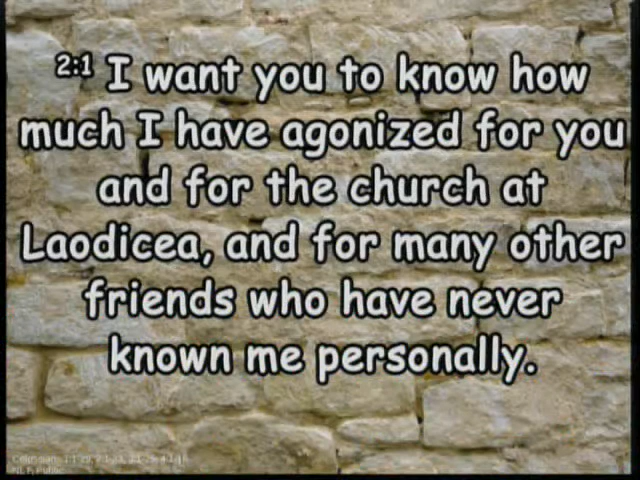 2:1 I want you to know how
much I have agonized for you
and for the church at
Laodicea, and for many other
friends who have never
known me personally.